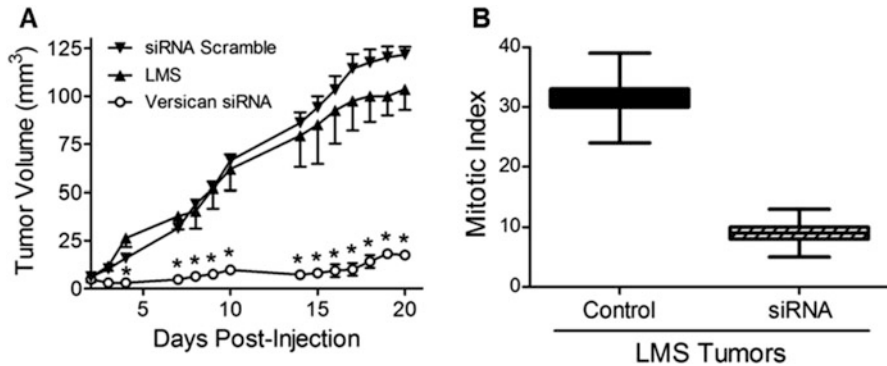 A
Tumor Volume (mm³)
125
100
75
50
25
0
siRNA Scramble
LMS
Versican siRNA
* * * * * * * * * * * *
5
10
15
20
Days Post-Injection
B
Mitotic Index
40
30
20
10
0
Control
siRNA
LMS Tumors